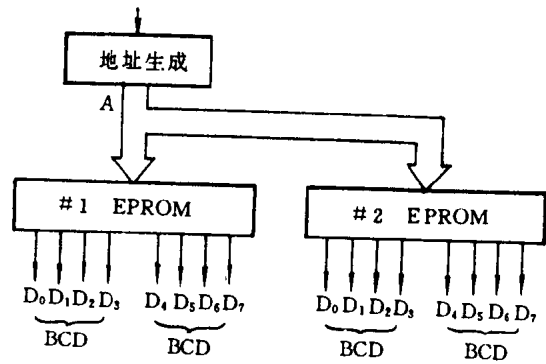 地址生成
A
#1 EPROM
#2 EPROM
D₀ D₁ D₂ D₃ D₄ D₅ D₆ D₇ D₀ D₁ D₂ D₃ D₄ D₅ D₆ D₇
BCD BCD BCD BCD